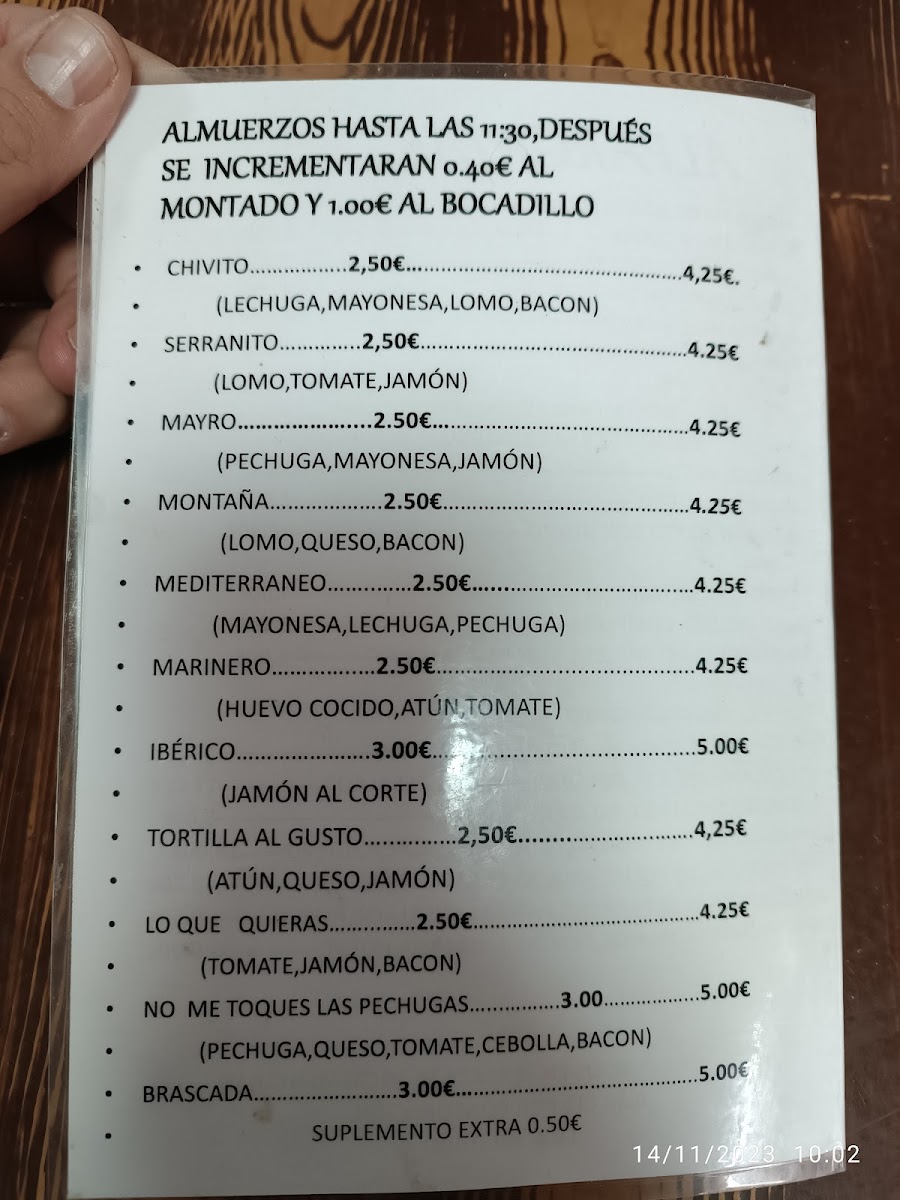 ALMUERZOS HASTA LAS 11:30,DESPUÉS
SE INCREMENTARAN 0.40€ AL
MONTADO Y 1.00€ AL BOCADILLO
• CHIVITO.................2,50€...............................................4,25€.
• (LECHUGA,MAYONESA,LOMO,BACON)
• SERRANITO..............2,50€...............................................4.25€
• (LOMO,TOMATE,JAMÓN)
• MAYRO.....................2.50€............................................4.25€
• (PECHUGA,MAYONESA,JAMÓN)
• MONTAÑA....................2.50€...........................................4.25€
• (LOMO,QUESO,BACON)
• MEDITERRANEO...............2.50€......................................4.25€
• (MAYONESA,LECHUGA,PECHUGA)
• MARINERO..................2.50€............................................4.25€
• (HUEVO COCIDO,ATÚN,TOMATE)
• IBÉRICO.......................3.00€............................................5.00€
• (JAMÓN AL CORTE)
• TORTILLA AL GUSTO................2,50€..............................4,25€
• (ATÚN,QUESO,JAMÓN)
• LO QUE QUIERAS...............2.50€......................................4.25€
• (TOMATE,JAMÓN,BACON)
• NO ME TOQUES LAS PECHUGAS...............3.00................5.00€
• (PECHUGA,QUESO,TOMATE,CEBOLLA,BACON)
• BRASCADA.........................3.00€.........................................5.00€
• SUPLEMENTO EXTRA 0.50€
14/11/2023 10:02